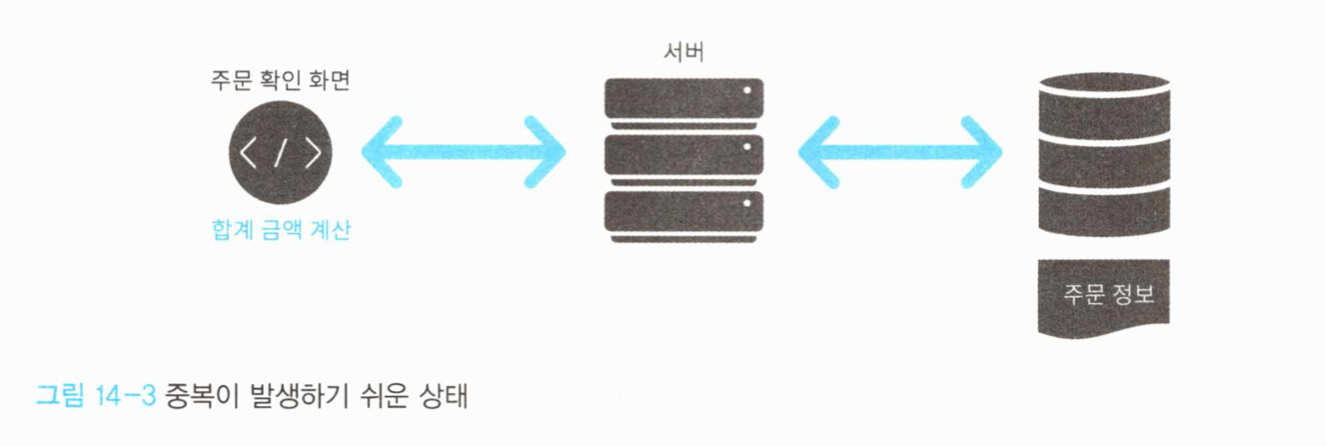 서버
주문 확인 화면
</>
합계 금액 계산
주문 정보
그림 14-3 중복이 발생하기 쉬운 상태